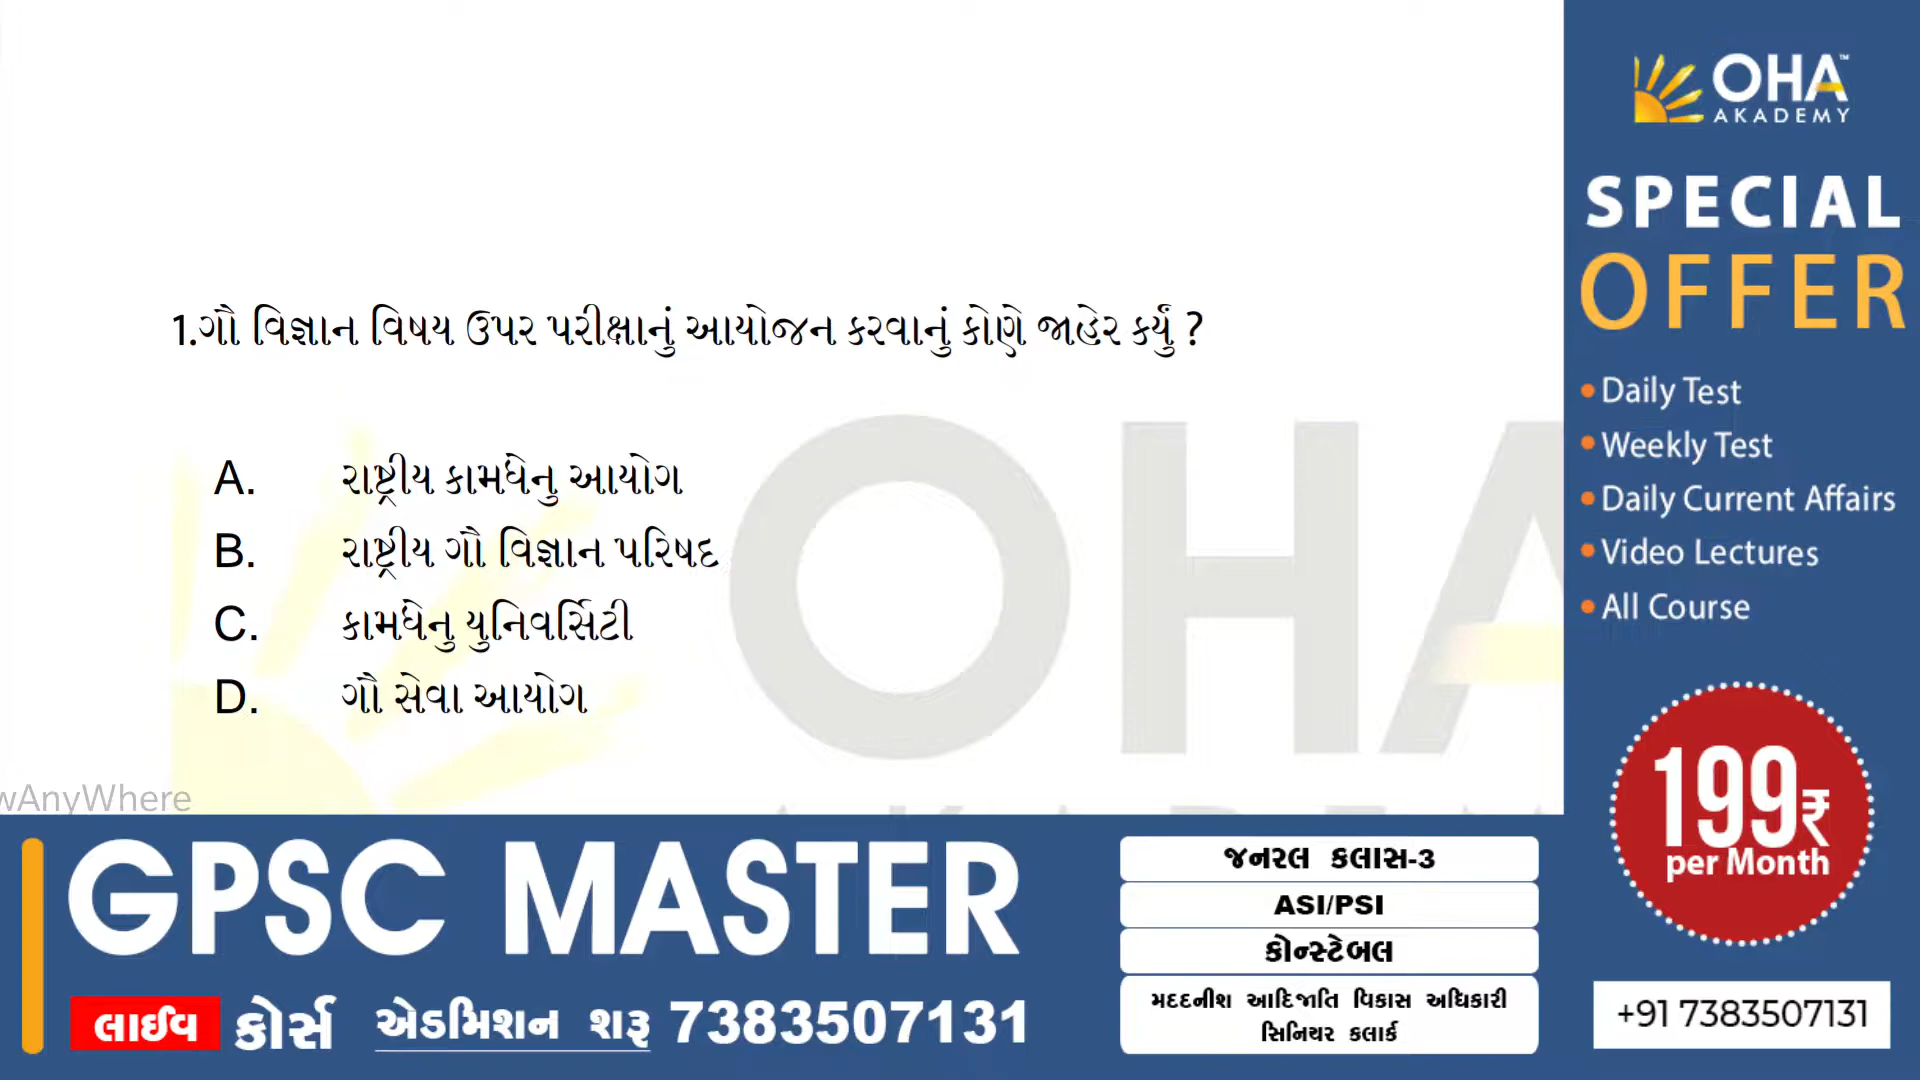 1.ગૌ વિજ્ઞાન વિષય ઉપર પરીક્ષાનું આયોજન કરવાનું કોણે જાહેર કર્યું ?
A. રાષ્ટ્રીય કામધેનુ આયોગ
B. રાષ્ટ્રીય ગૌ વિજ્ઞાન પરિષદ
C. કામધેનુ યુનિવર્સિટી
D. ગૌ સેવા આયોગ
OHA
wAnyWhere
OHA™
AKADEMY
SPECIAL
OFFER
• Daily Test
• Weekly Test
• Daily Current Affairs
• Video Lectures
• All Course
199₹
per Month
+91 7383507131
GPSC MASTER
લાઈવ કોર્સ એડમિશન શરૂ 7383507131
જનરલ કલાસ-3
ASI/PSI
કોન્સ્ટેબલ
મદદનીશ આદિજાતિ વિકાસ અધિકારી
સિનિયર કલાર્ક